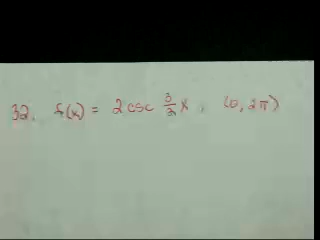 32. f(x) = 2 csc 3/2 x, (0, 2π)